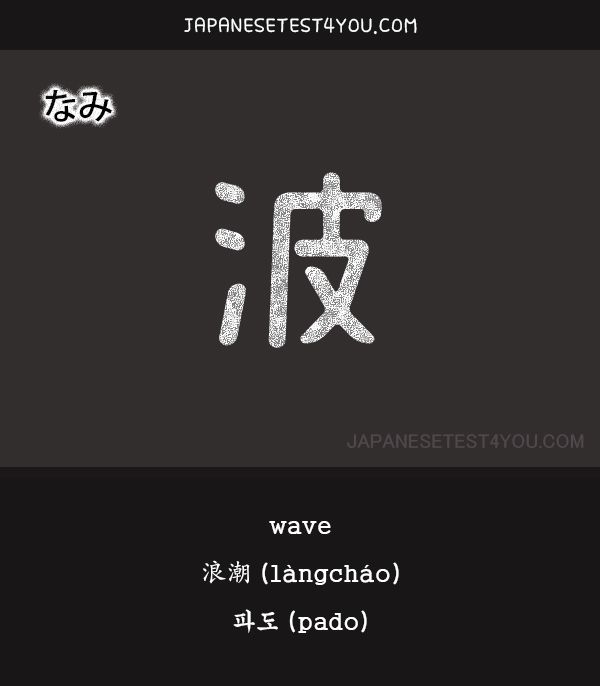 JAPANESETEST4YOU.COM
なみ
波
JAPANESETEST4YOU.COM
wave
浪潮 (làngcháo)
파도 (pado)